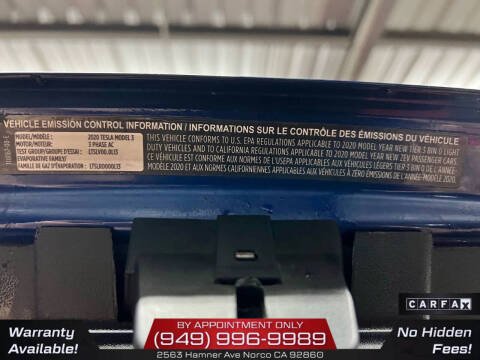 VEHICLE EMISSION CONTROL INFORMATION / INFORMATIONS SUR LE CONTRÔLE DES ÉMISSIONS DU VÉHICULE
MODEL/MODÈLE: 2020 TESLA MODEL 3
MOTOR/MOTEUR: 3 PHASE AC
TEST GROUP/GROUPE D'ESSAI: LTSLV00.0L13
EVAPORATIVE FAMILY/
FAMILLE DE GAZ D'ÉVAPORATION: LTSLR0000L13
THIS VEHICLE CONFORMS TO U.S. EPA REGULATIONS APPLICABLE TO 2020 MODEL YEAR NEW TIER 3 BIN 0 LIGHT
DUTY VEHICLES AND TO CALIFORNIA REGULATIONS APPLICABLE TO 2020 MODEL YEAR NEW ZEV PASSENGER CARS
CE VÉHICULE EST CONFORME AUX NORMES DE L'USEPA APPLICABLES AUX VÉHICULES LÉGERS TIER 3 BIN 0 DE L'ANNÉE-
MODÈLE 2020 ET AUX NORMES CALIFORNIENNES APPLICABLES AUX VÉHICULES À ZÉRO ÉMISSIONS DE L'ANNÉE-MODÈLE 2020.
CARFAX
Warranty
Available!
BY APPOINTMENT ONLY
(949) 996-9989
2563 Hamner Ave Norco CA 92860
No Hidden
Fees!